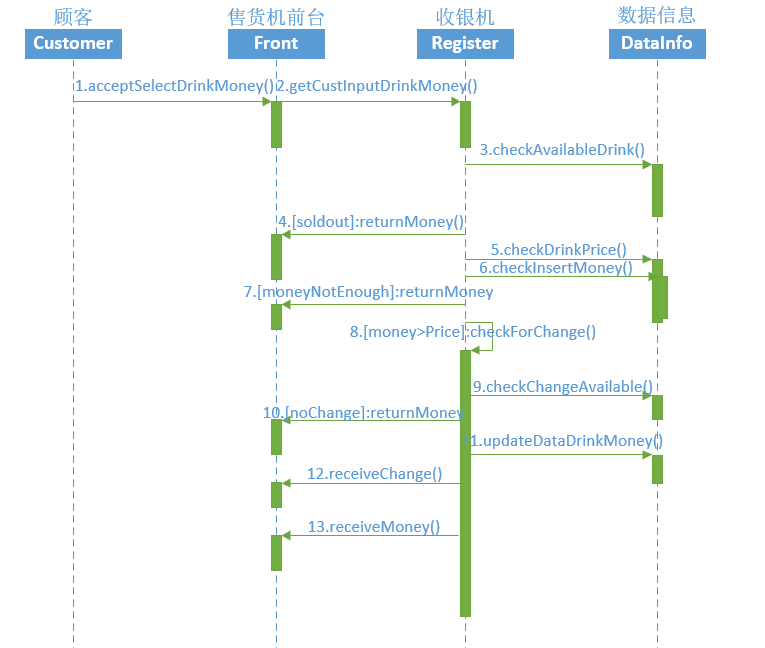 顾客
售货机前台
收银机
数据信息
Customer
Front
Register
DataInfo
1.acceptSelectDrinkMoney()
2.getCustInputDrinkMoney()
3.checkAvailableDrink()
4.[soldout]:returnMoney()
5.checkDrinkPrice()
6.checkInsertMoney()
7.[moneyNotEnough]:returnMoney
8.[money>Price]:checkForChange()
9.checkChangeAvailable()
10.[noChange]:returnMoney
11.updateDataDrinkMoney()
12.receiveChange()
13.receiveMoney()